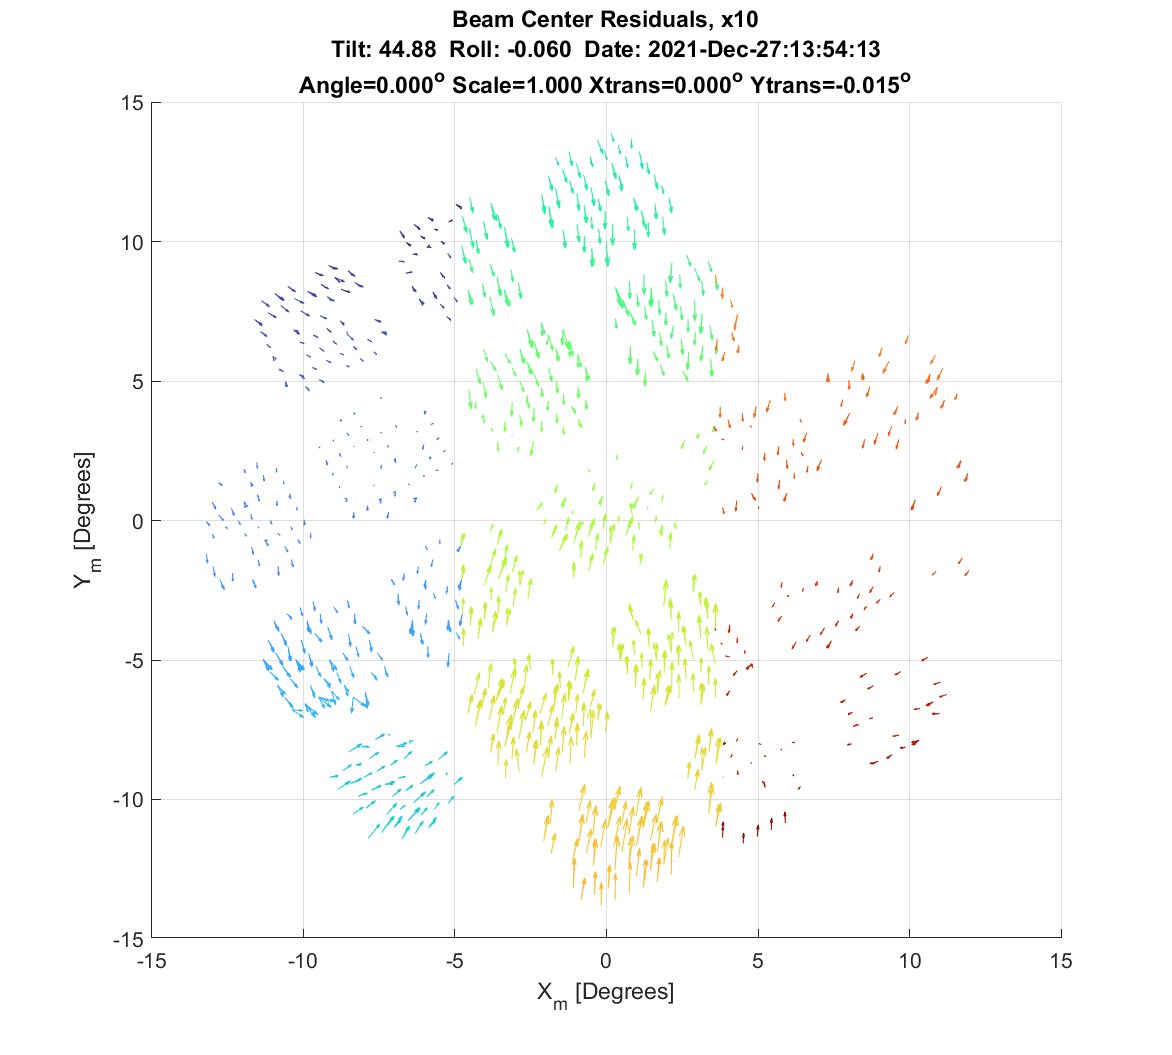 Beam Center Residuals, x10
Tilt: 44.88 Roll: -0.060 Date: 2021-Dec-27:13:54:13
Angle=0.000° Scale=1.000 Xtrans=0.000° Ytrans=-0.015°
15
10
5
0
-5
-10
-15
Y_m [Degrees]
-15 -10 -5 0 5 10 15
X_m [Degrees]